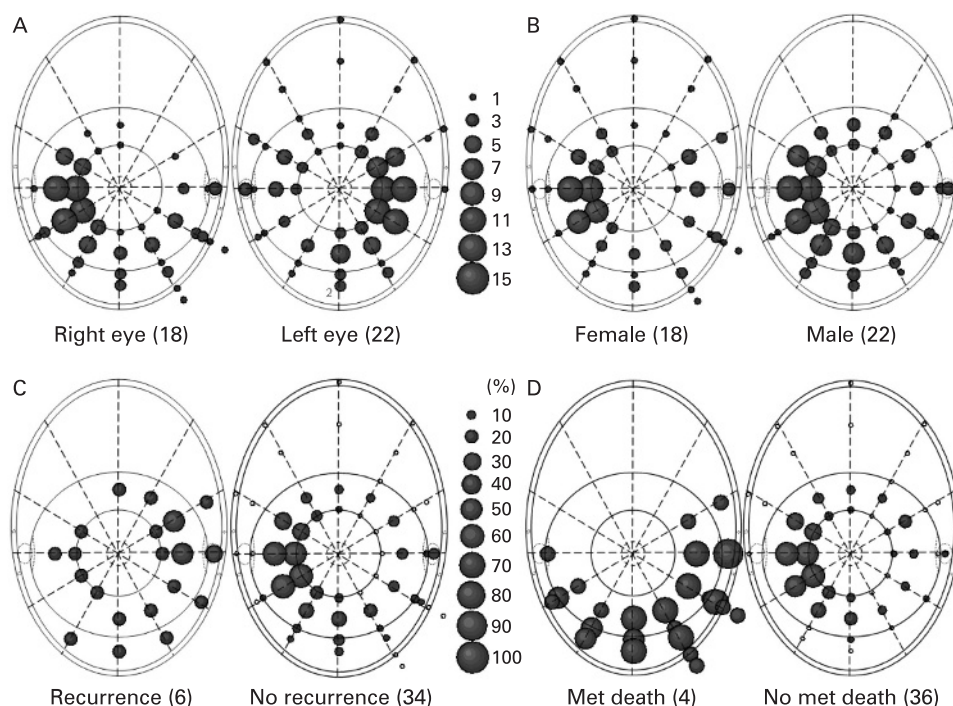 A
B
1
3
5
7
9
11
13
15
2
Right eye (18)
Left eye (22)
Female (18)
Male (22)
C
(%)
D
10
20
30
40
50
60
70
80
90
100
Recurrence (6)
No recurrence (34)
Met death (4)
No met death (36)